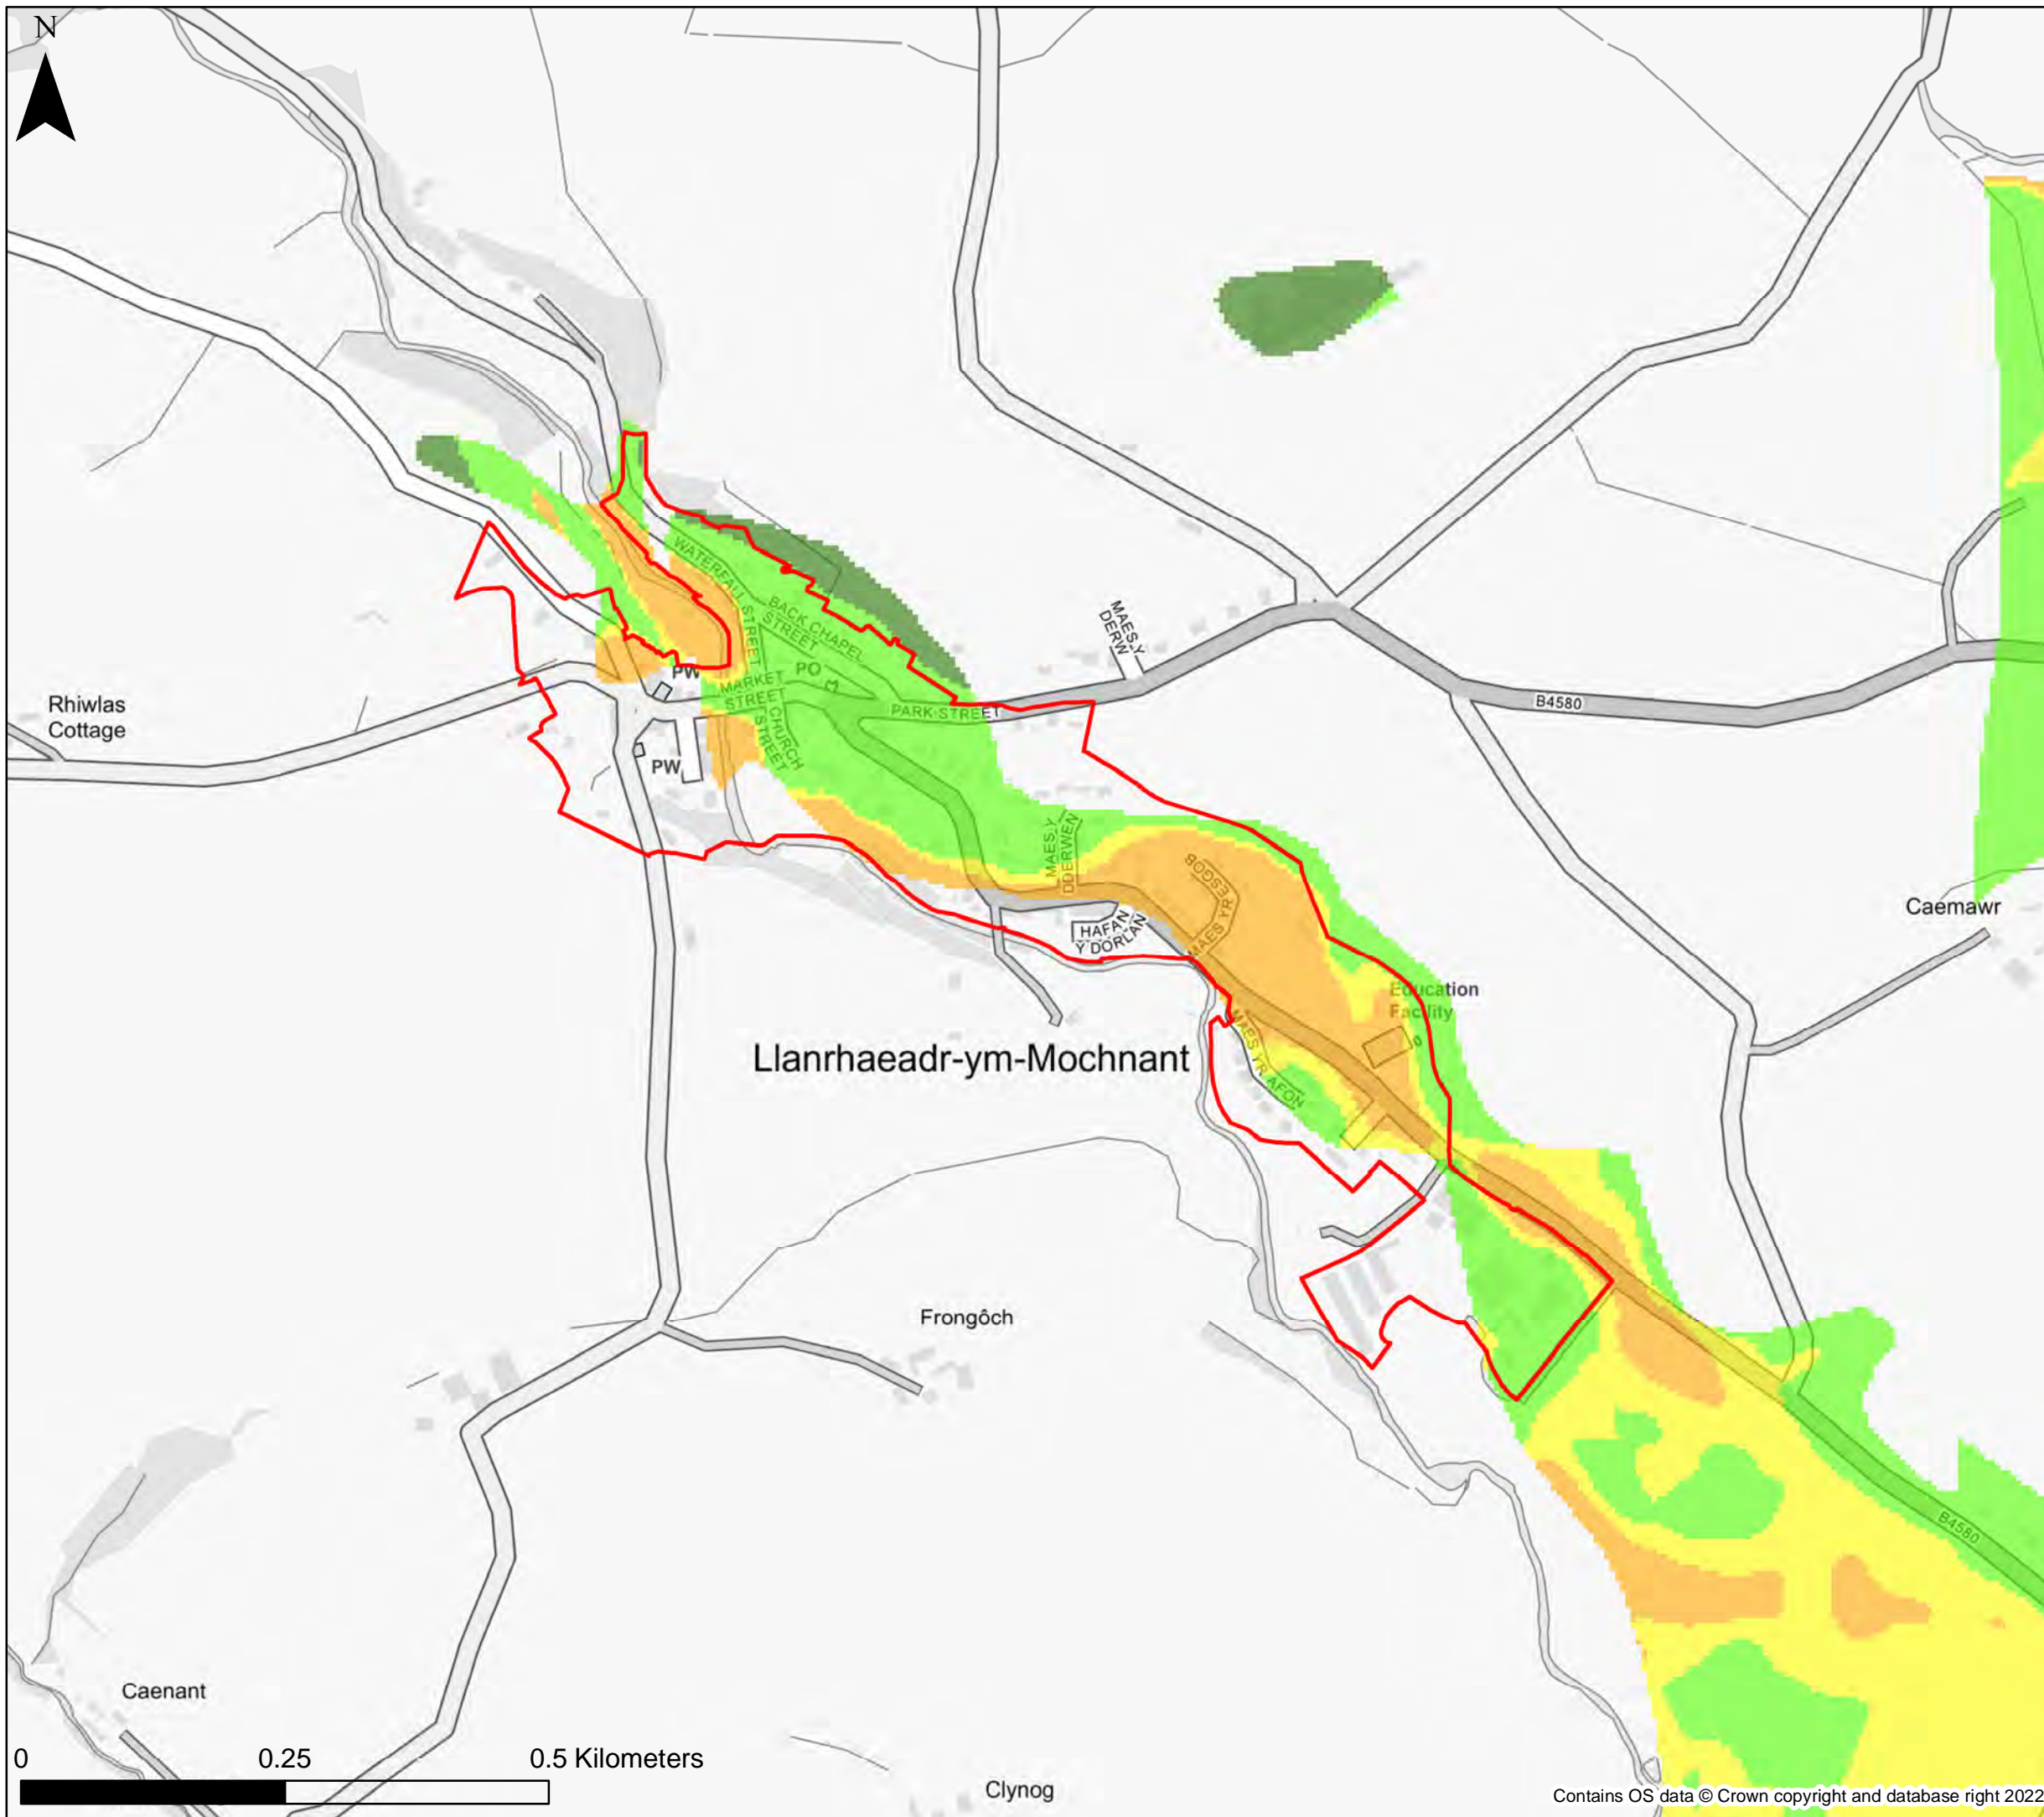 N
WATERFALL STREET
BACK CHAPEL
STREET
MAES Y
DERW
PW
PO
MARKET
STREET
CHURCH
STREET
PARK STREET
B4580
Rhiwlas
Cottage
PW
MAES Y
DDERWEN
MAES YR ESGOB
HAFAN
Y DORLAN
Caemawr
Education
Facility
MAES YR AFON
Llanrhaeadr-ym-Mochnant
Frongôch
B4580
Caenant
0 0.25 0.5 Kilometers
Clynog
Contains OS data © Crown copyright and database right 2022